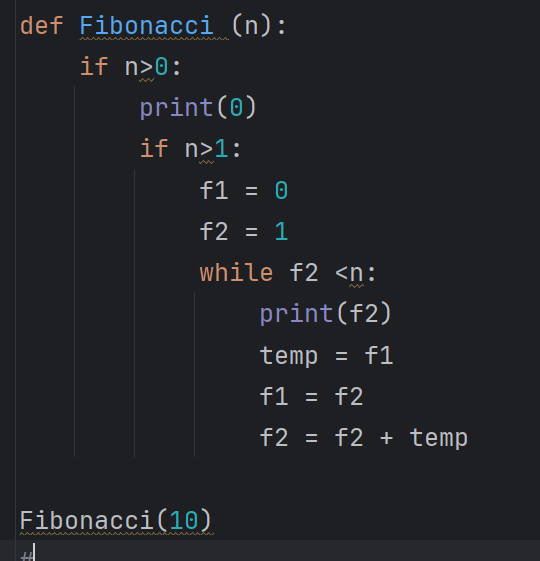 def Fibonacci (n):
    if n>0:
        print(0)
        if n>1:
            f1 = 0
            f2 = 1
            while f2 <n:
                print(f2)
                temp = f1
                f1 = f2
                f2 = f2 + temp

Fibonacci(10)
#